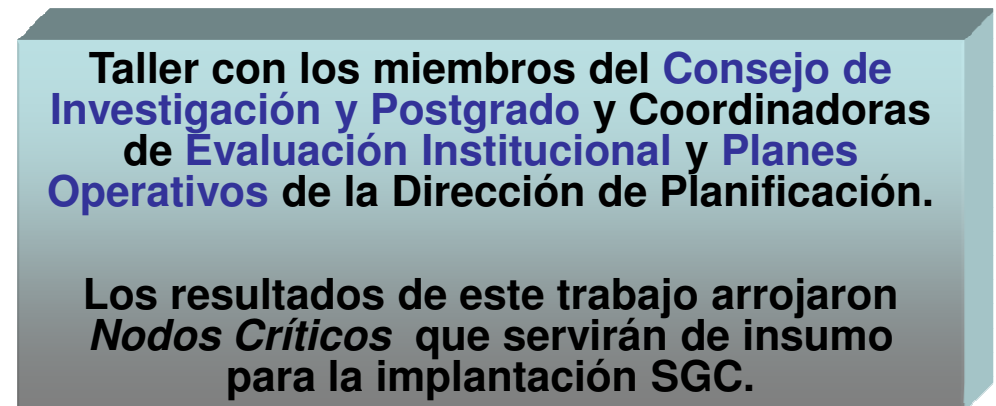 Taller con los miembros del Consejo de
Investigación y Postgrado y Coordinadoras
de Evaluación Institucional y Planes
Operativos de la Dirección de Planificación.
Los resultados de este trabajo arrojaron
Nodos Críticos que servirán de insumo
para la implantación SGC.